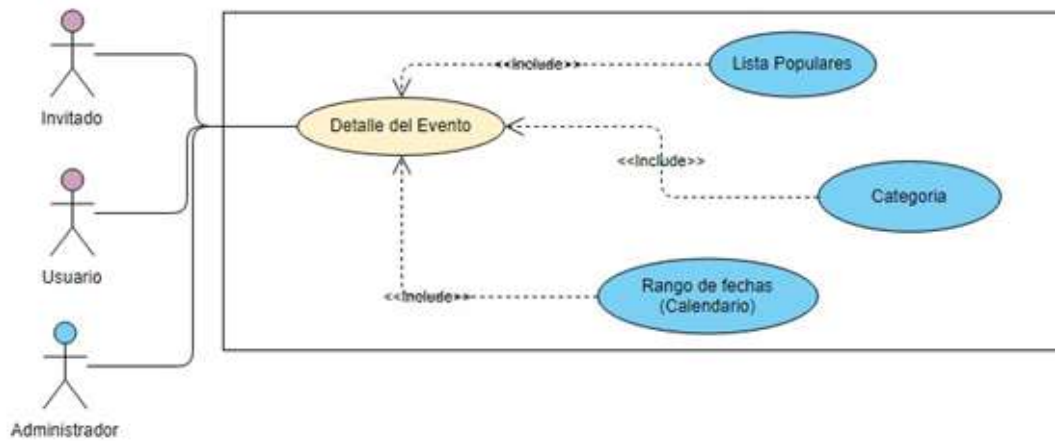 Invitado
Usuario
Administrador
Detalle del Evento
<<Include>>
Lista Populares
<<Include>>
Categoria
<<Include>>
Rango de fechas
(Calendario)